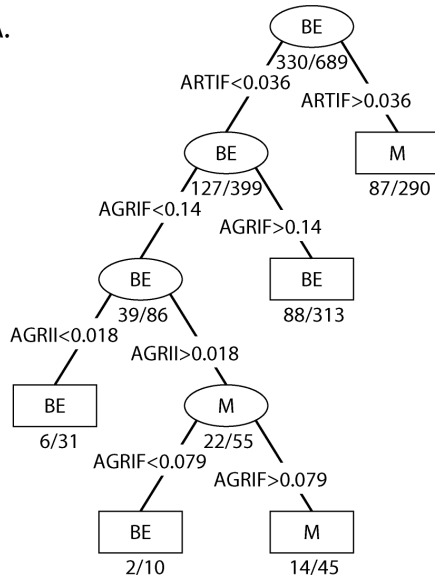 A.
BE
330/689
ARTIF<0.036
ARTIF>0.036
BE
127/399
M
87/290
AGRIF<0.14
AGRIF>0.14
BE
39/86
BE
88/313
AGRII<0.018
AGRII>0.018
BE
6/31
M
22/55
AGRIF<0.079
AGRIF>0.079
BE
2/10
M
14/45